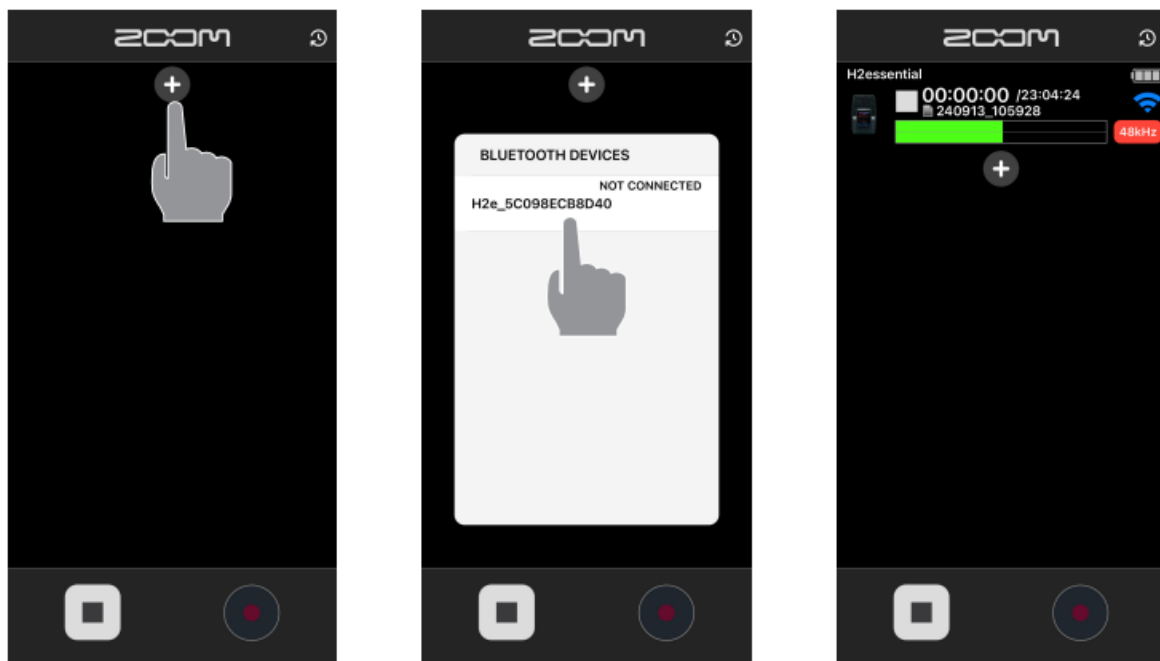 ZOOM
ZOOM
BLUETOOTH DEVICES
NOT CONNECTED
H2e_5C098ECB8D40
ZOOM
H2essential
00:00:00 /23:04:24
240913_105928
48kHz